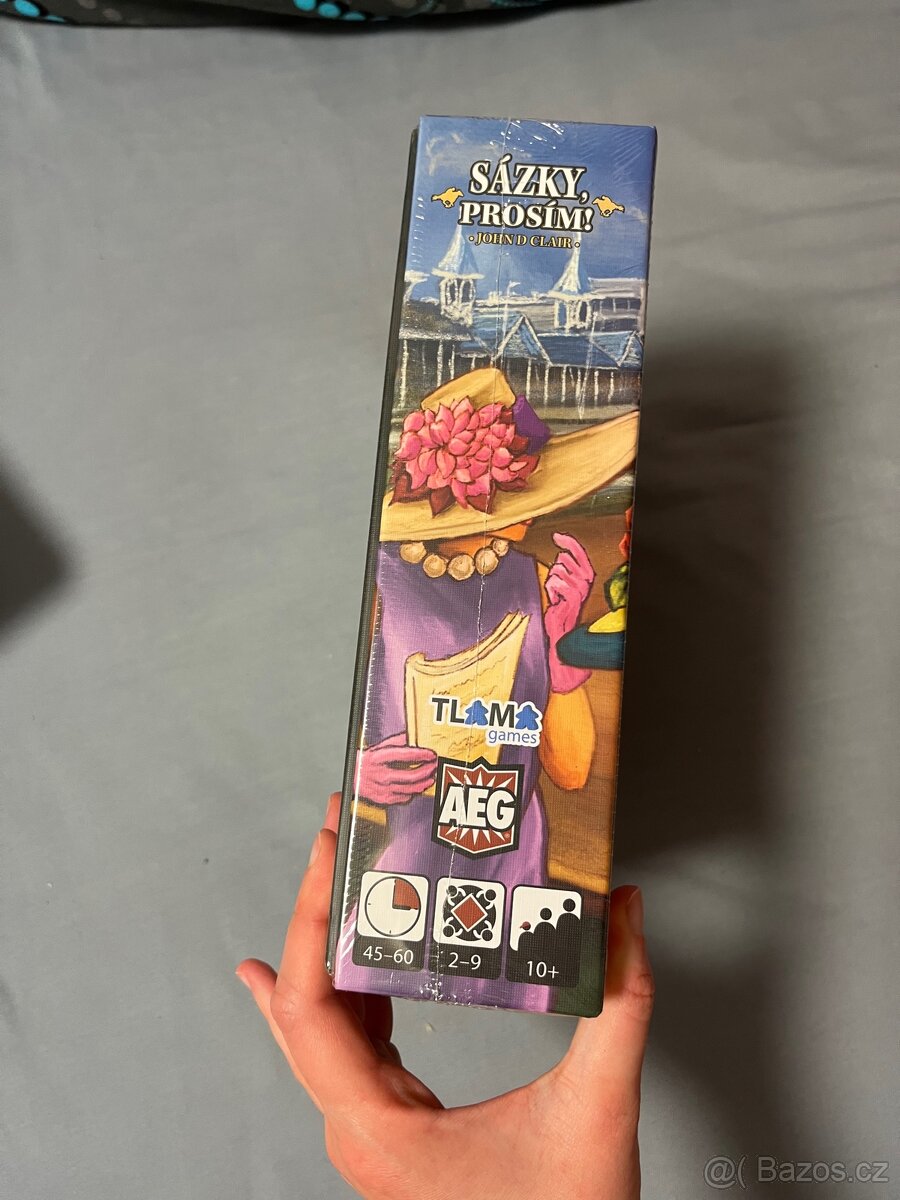 SÁZKY,
PROSÍM!
• JOHN D CLAIR •
TLAMA
games
AEG
45–60
2–9
10+
@( Bazos.cz